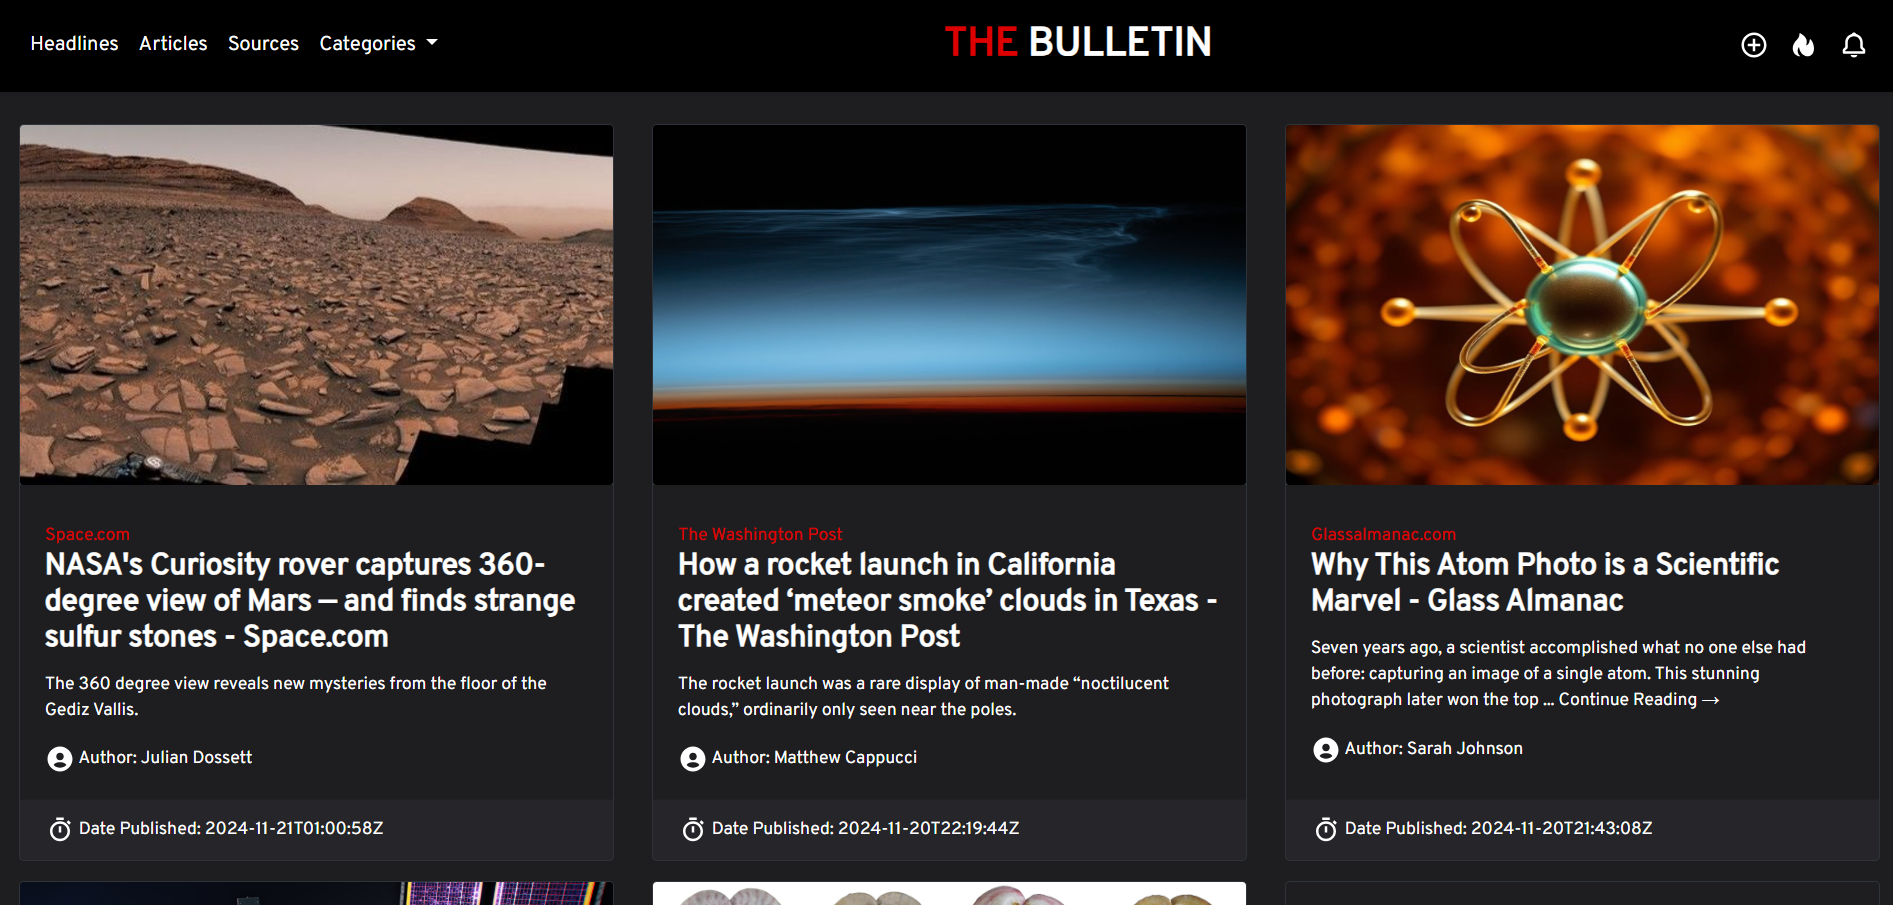 Headlines Articles Sources Categories
THE BULLETIN
Space.com
NASA's Curiosity rover captures 360-
degree view of Mars — and finds strange
sulfur stones - Space.com
The 360 degree view reveals new mysteries from the floor of the
Gediz Vallis.
Author: Julian Dossett
Date Published: 2024-11-21T01:00:58Z
The Washington Post
How a rocket launch in California
created ‘meteor smoke’ clouds in Texas -
The Washington Post
The rocket launch was a rare display of man-made “noctilucent
clouds,” ordinarily only seen near the poles.
Author: Matthew Cappucci
Date Published: 2024-11-20T22:19:44Z
Glassalmanac.com
Why This Atom Photo is a Scientific
Marvel - Glass Almanac
Seven years ago, a scientist accomplished what no one else had
before: capturing an image of a single atom. This stunning
photograph later won the top ... Continue Reading →
Author: Sarah Johnson
Date Published: 2024-11-20T21:43:08Z